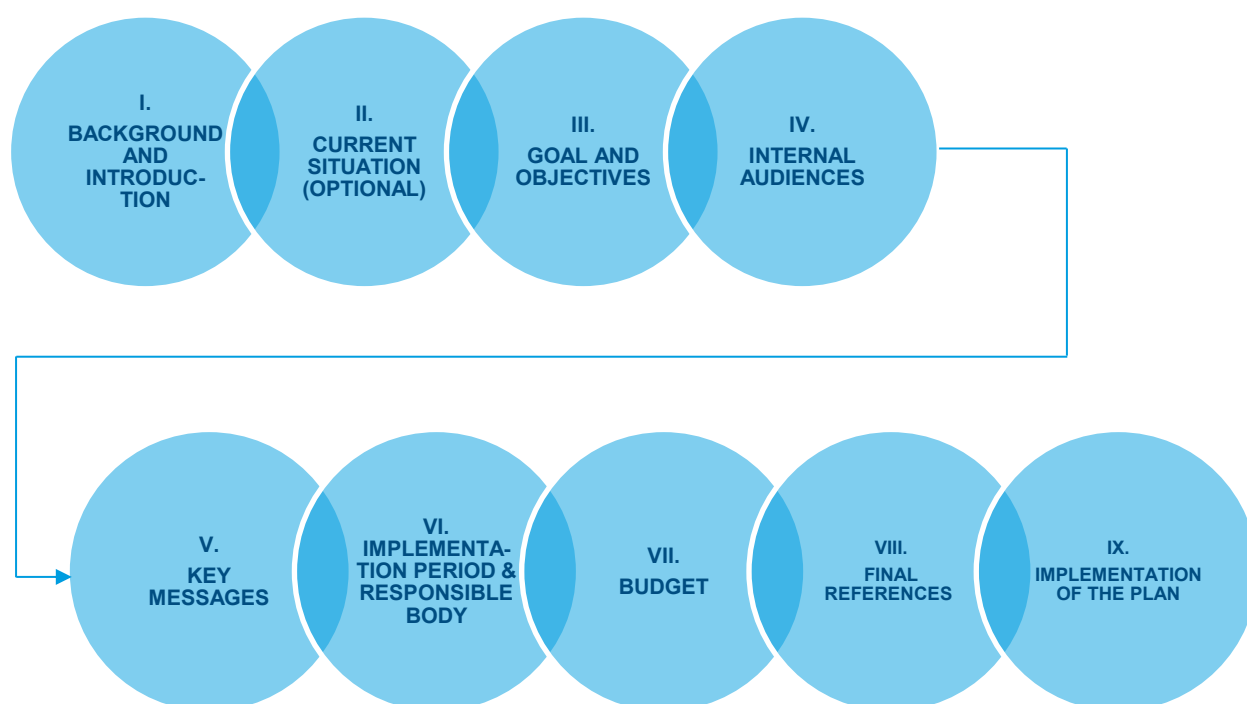 I.
BACKGROUND
AND
INTRODUC-
TION
II.
CURRENT
SITUATION
(OPTIONAL)
III.
GOAL AND
OBJECTIVES
IV.
INTERNAL
AUDIENCES
V.
KEY
MESSAGES
VI.
IMPLEMENTA-
TION PERIOD &
RESPONSIBLE
BODY
VII.
BUDGET
VIII.
FINAL
REFERENCES
IX.
IMPLEMENTATION
OF THE PLAN